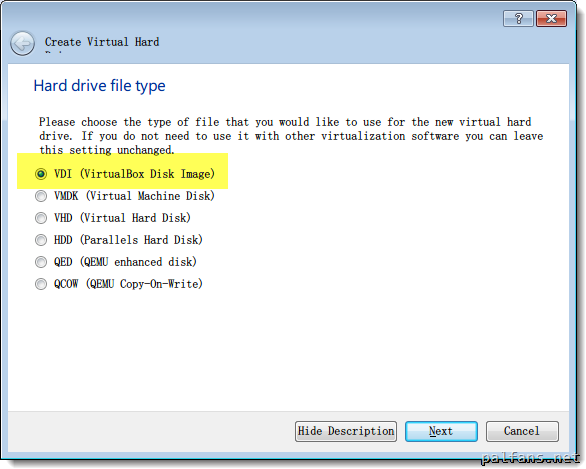 ?
Create Virtual Hard
Hard drive file type
Please choose the type of file that you would like to use for the new virtual hard
drive. If you do not need to use it with other virtualization software you can leave
this setting unchanged.
VDI (VirtualBox Disk Image)
VMDK (Virtual Machine Disk)
VHD (Virtual Hard Disk)
HDD (Parallels Hard Disk)
QED (QEMU enhanced disk)
QCOW (QEMU Copy-On-Write)
Hide Description Next Cancel
palfans.net